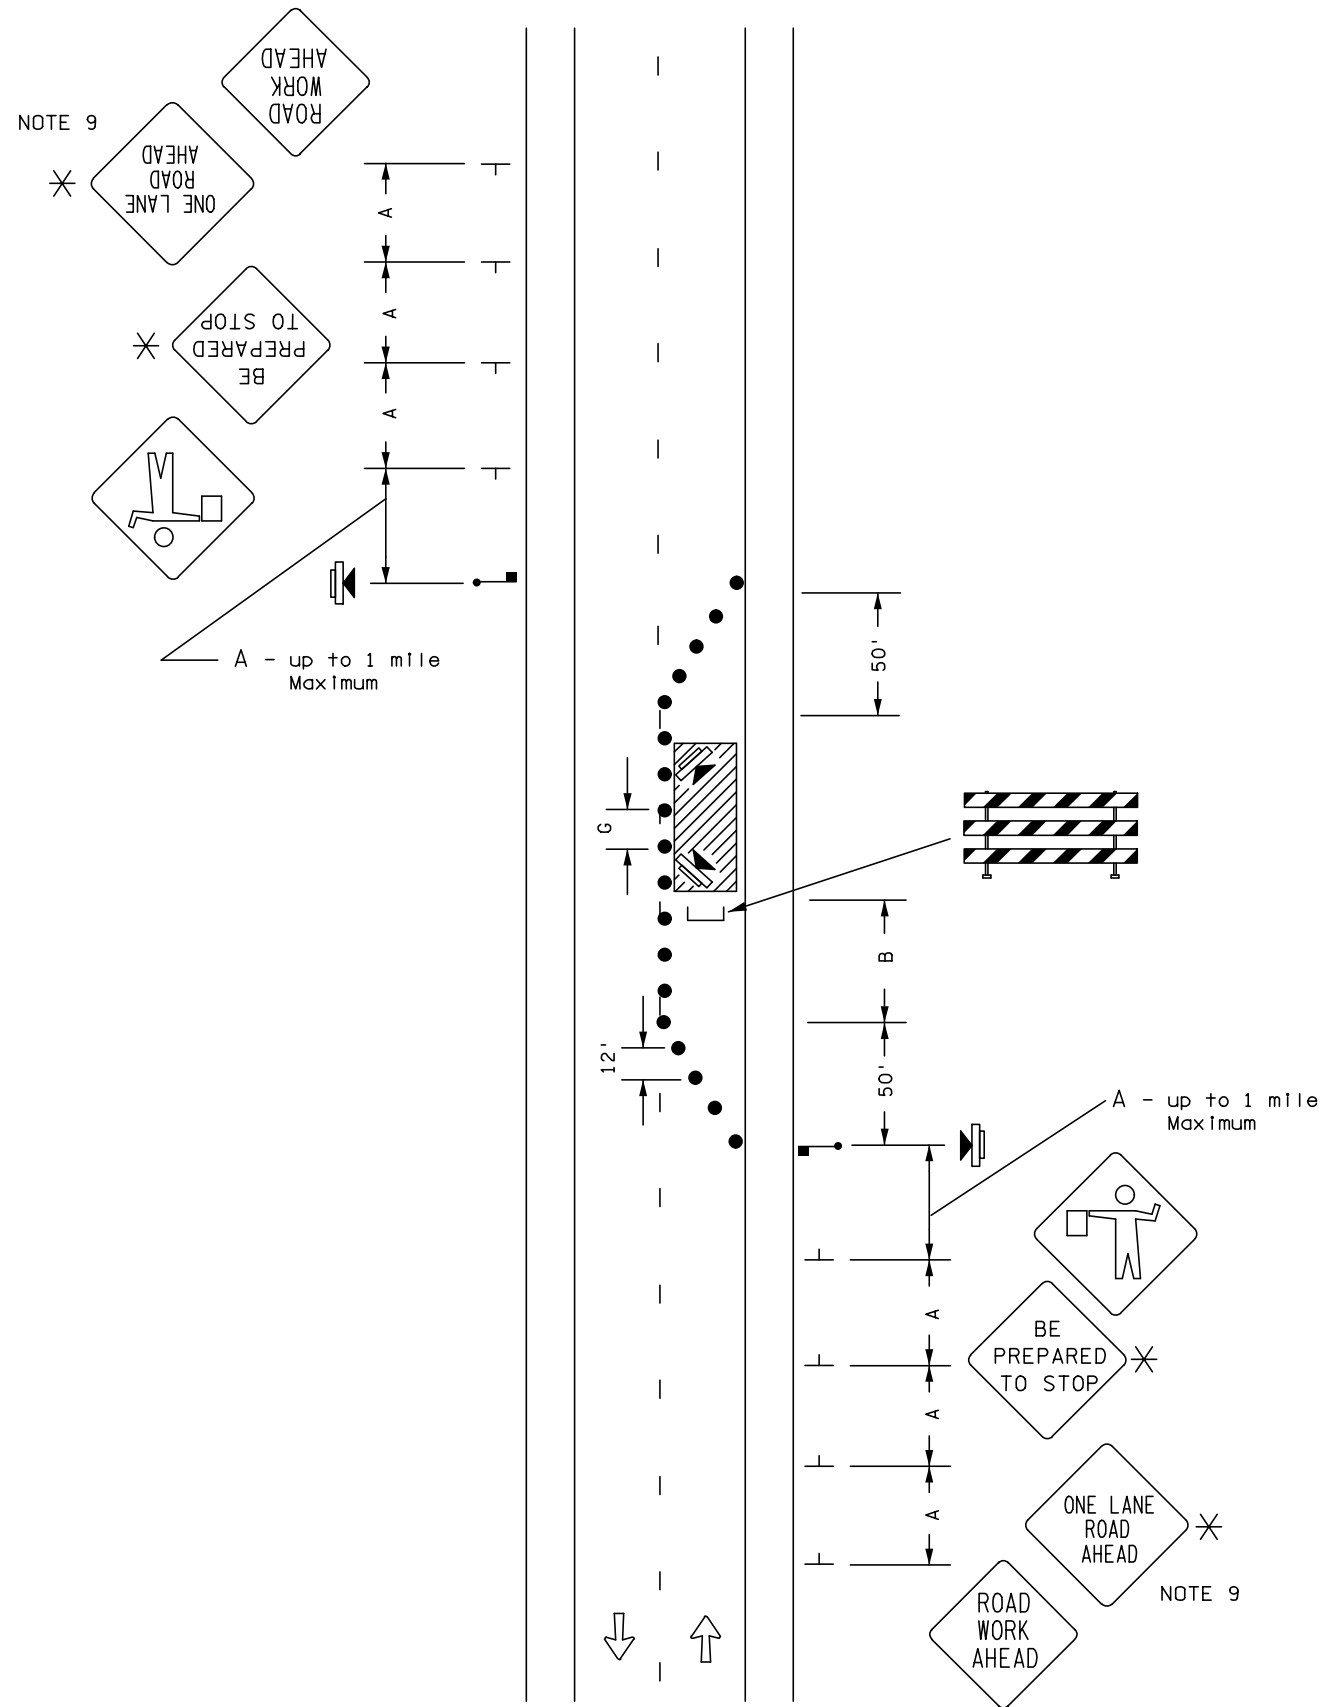 ROAD
WORK
AHEAD
NOTE 9
ONE LANE
ROAD
AHEAD
A
BE
PREPARED
TO STOP
A
A
A - up to 1 mile
Maximum
50'
G
B
12'
50'
A - up to 1 mile
Maximum
A
BE
PREPARED
TO STOP
A
A
ONE LANE
ROAD
AHEAD
NOTE 9
ROAD
WORK
AHEAD